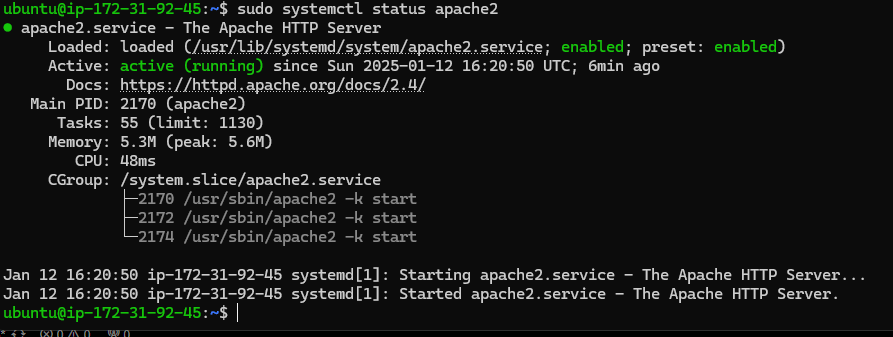 ubuntu@ip-172-31-92-45:~$ sudo systemctl status apache2
● apache2.service - The Apache HTTP Server
Loaded: loaded (/usr/lib/systemd/system/apache2.service; enabled; preset: enabled)
Active: active (running) since Sun 2025-01-12 16:20:50 UTC; 6min ago
Docs: https://httpd.apache.org/docs/2.4/
Main PID: 2170 (apache2)
Tasks: 55 (limit: 1130)
Memory: 5.3M (peak: 5.6M)
CPU: 48ms
CGroup: /system.slice/apache2.service
├─2170 /usr/sbin/apache2 -k start
├─2172 /usr/sbin/apache2 -k start
└─2174 /usr/sbin/apache2 -k start
Jan 12 16:20:50 ip-172-31-92-45 systemd[1]: Starting apache2.service - The Apache HTTP Server...
Jan 12 16:20:50 ip-172-31-92-45 systemd[1]: Started apache2.service - The Apache HTTP Server.
ubuntu@ip-172-31-92-45:~$